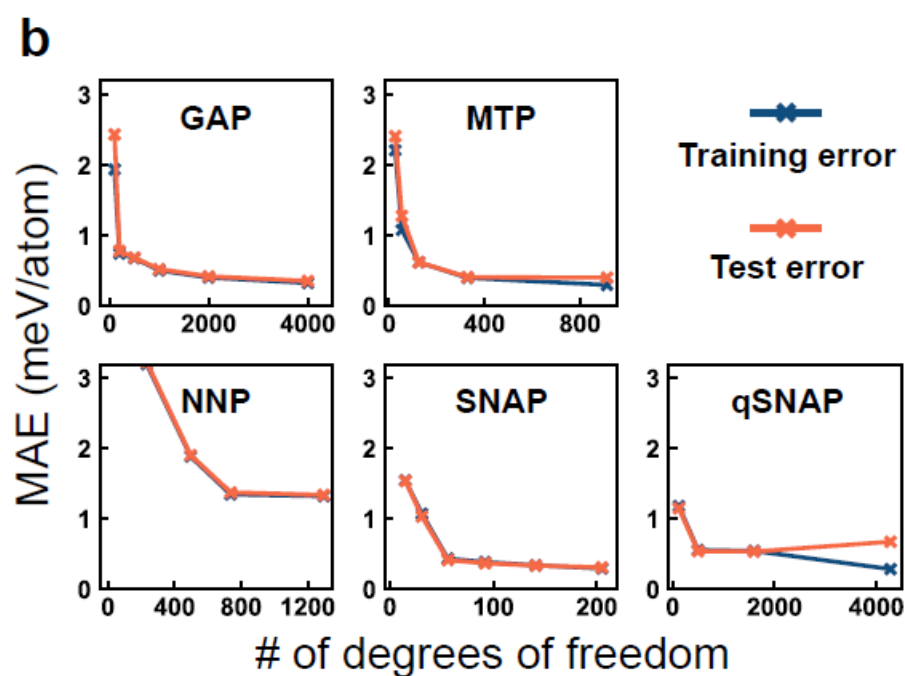 b
MAE (meV/atom)
3
2
1
0
GAP
0 2000 4000
3
2
1
0
MTP
0 400 800
Training error
Test error
3
2
1
0
NNP
0 400 800 1200
3
2
1
0
SNAP
0 100 200
3
2
1
0
qSNAP
0 2000 4000
# of degrees of freedom